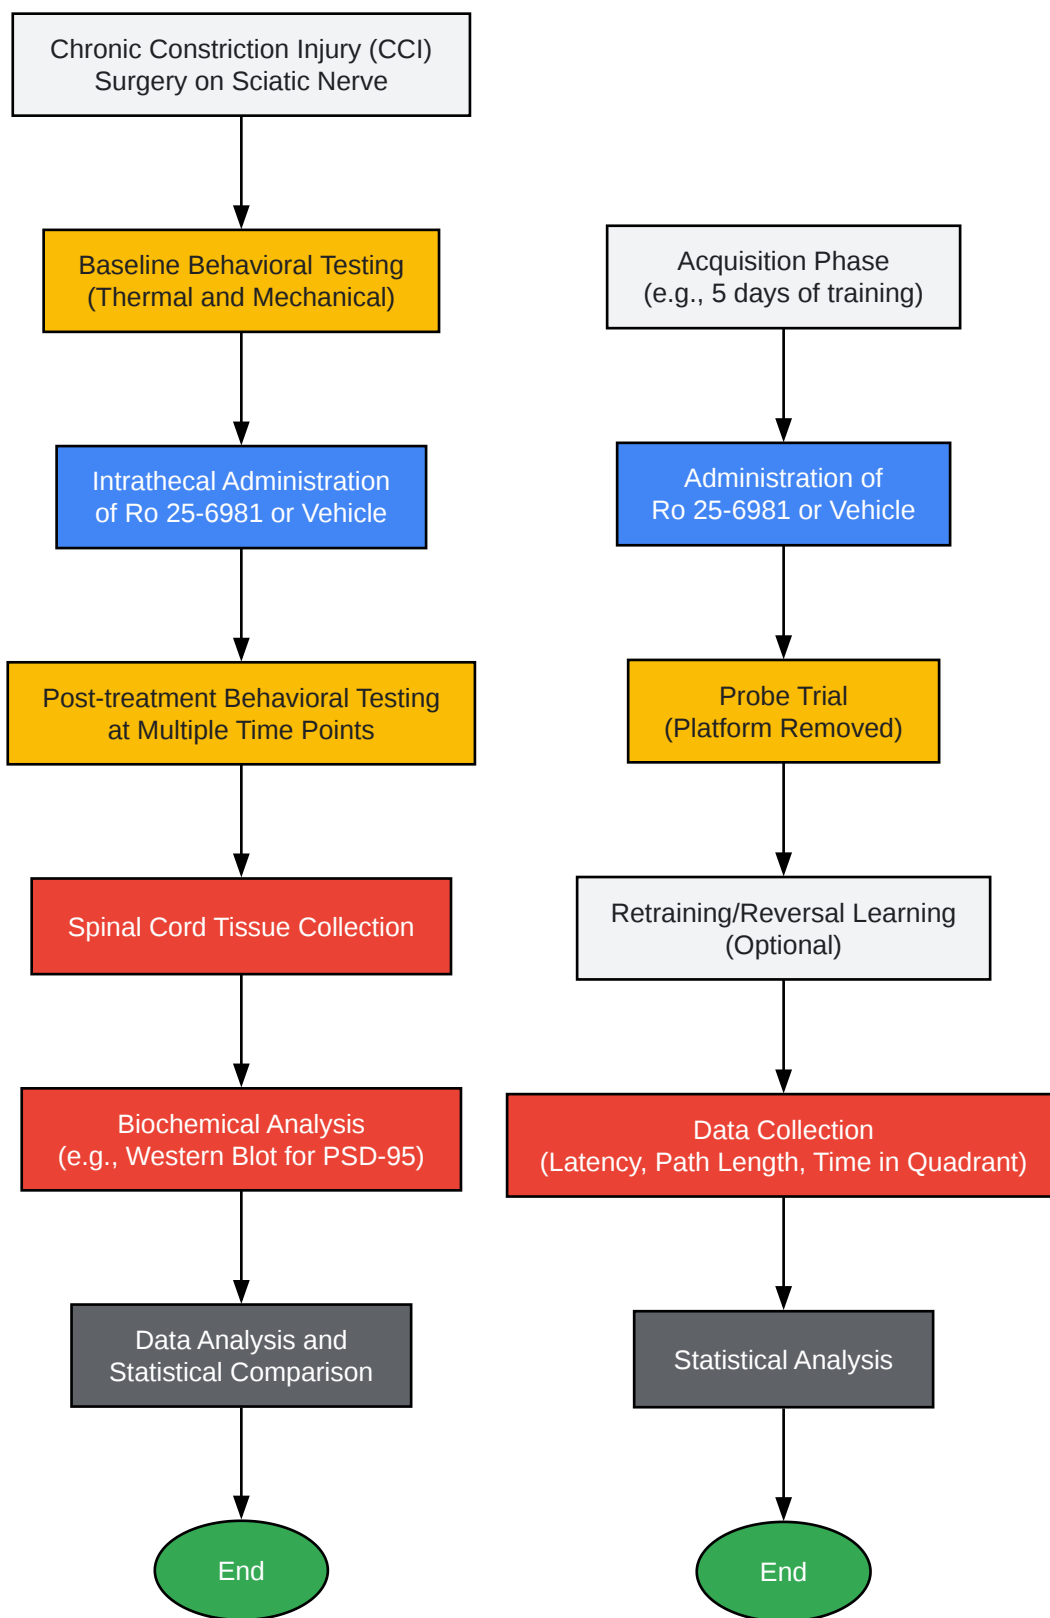 Chronic Constriction Injury (CCI)
Surgery on Sciatic Nerve
Baseline Behavioral Testing
(Thermal and Mechanical)
Intrathecal Administration
of Ro 25-6981 or Vehicle
Post-treatment Behavioral Testing
at Multiple Time Points
Spinal Cord Tissue Collection
Biochemical Analysis
(e.g., Western Blot for PSD-95)
Data Analysis and
Statistical Comparison
End
Acquisition Phase
(e.g., 5 days of training)
Administration of
Ro 25-6981 or Vehicle
Probe Trial
(Platform Removed)
Retraining/Reversal Learning
(Optional)
Data Collection
(Latency, Path Length, Time in Quadrant)
Statistical Analysis
End